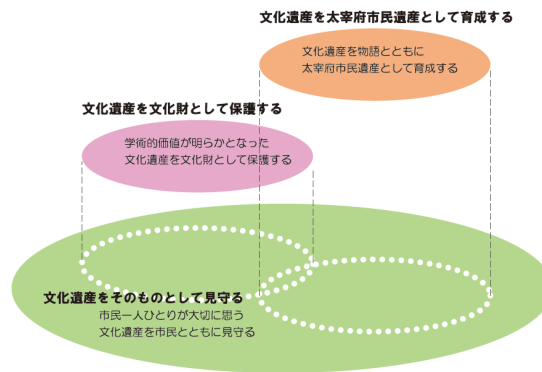 文化遺産を太宰府市民遺産として育成する
文化遺産を物語とともに
太宰府市民遺産として育成する
文化遺産を文化財として保護する
学術的価値が明らかとなった
文化遺産を文化財として保護する
文化遺産をそのものとして見守る
市民一人ひとりが大切に思う
文化遺産を市民とともに見守る